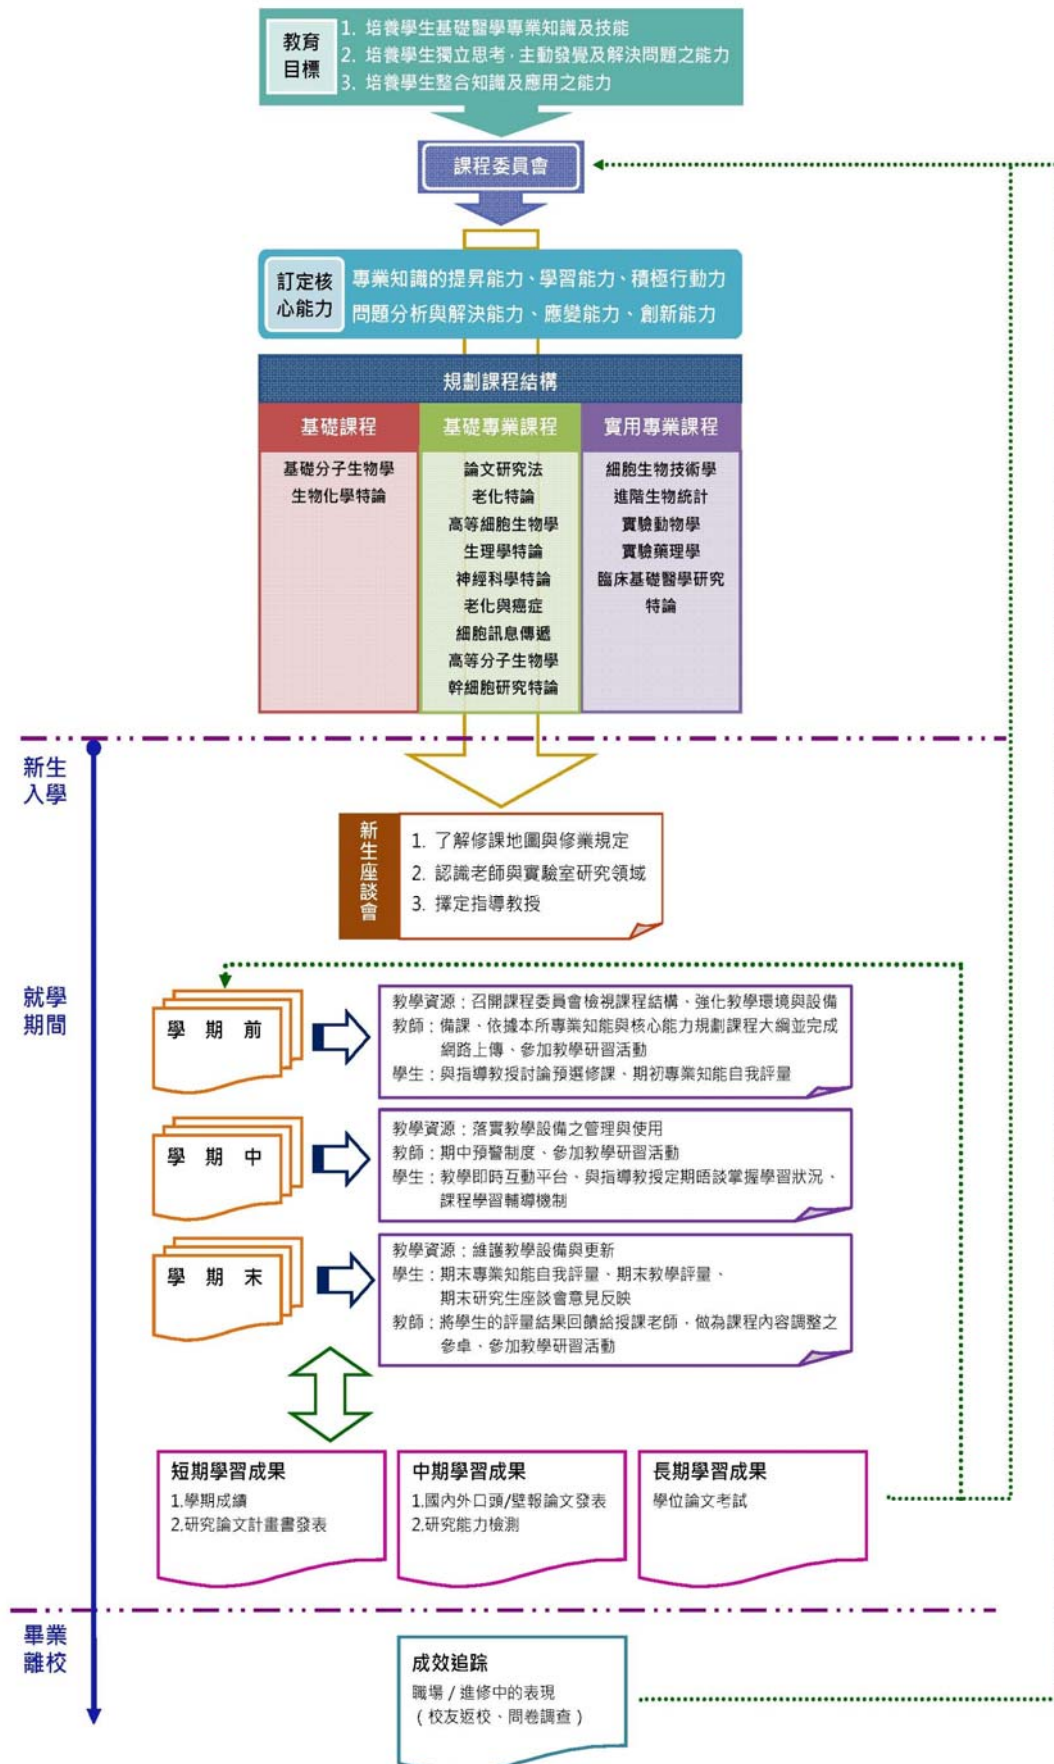 教育
目標
1. 培養學生基礎醫學專業知識及技能
2. 培養學生獨立思考，主動發覺及解決問題之能力
3. 培養學生整合知識及應用之能力
課程委員會
訂定核
心能力
專業知識的提昇能力、學習能力、積極行動力
問題分析與解決能力、應變能力、創新能力
規劃課程結構
基礎課程
基礎分子生物學
生物化學特論
基礎專業課程
論文研究法
老化特論
高等細胞生物學
生理學特論
神經科學特論
老化與癌症
細胞訊息傳遞
高等分子生物學
幹細胞研究特論
實用專業課程
細胞生物技術學
進階生物統計
實驗動物學
實驗藥理學
臨床基礎醫學研究
特論
新生
入學
新生座談會
1. 了解修課地圖與修業規定
2. 認識老師與實驗室研究領域
3. 擇定指導教授
就學
期間
學 期 前
教學資源：召開課程委員會檢視課程結構、強化教學環境與設備
教師：備課、依據本所專業知能與核心能力規劃課程大綱並完成
網路上傳、參加教學研習活動
學生：與指導教授討論預選修課、期初專業知能自我評量
學 期 中
教學資源：落實教學設備之管理與使用
教師：期中預警制度、參加教學研習活動
學生：教學即時互動平台、與指導教授定期晤談掌握學習狀況、
課程學習輔導機制
學 期 末
教學資源：維護教學設備與更新
學生：期末專業知能自我評量、期末教學評量、
期末研究生座談會意見反映
教師：將學生的評量結果回饋給授課老師，做為課程內容調整之
參卓、參加教學研習活動
短期學習成果
1.學期成績
2.研究論文計畫書發表
中期學習成果
1.國內外口頭/壁報論文發表
2.研究能力檢測
長期學習成果
學位論文考試
畢業
離校
成效追踪
職場 / 進修中的表現
（校友返校、問卷調查）